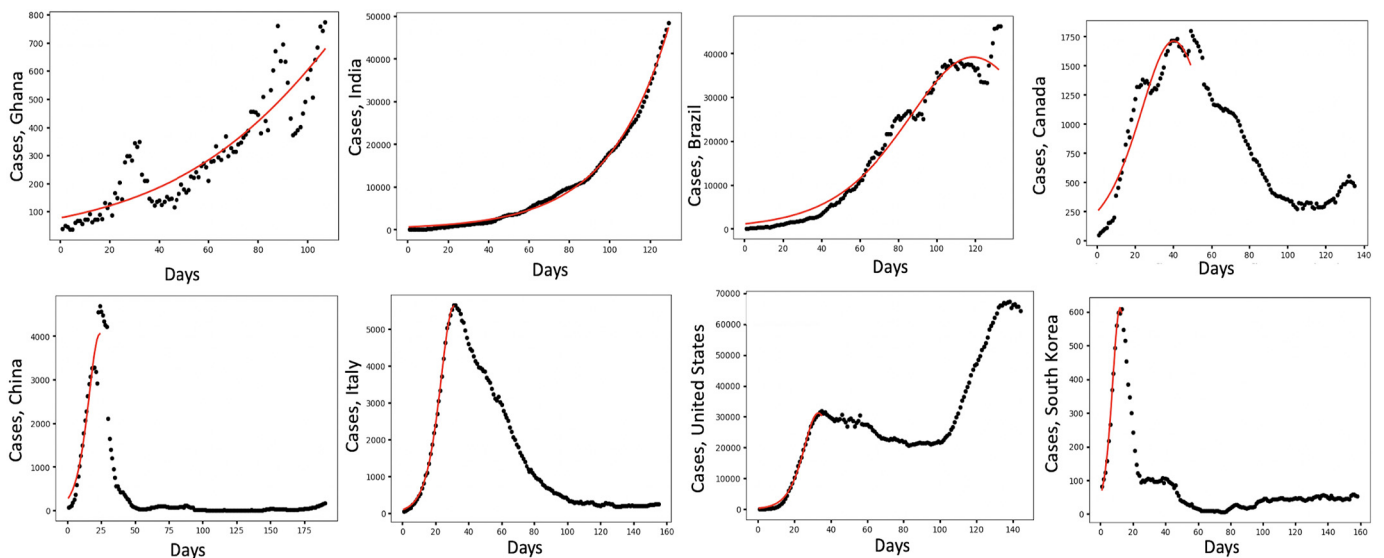 Cases, Ghana
800
700
600
500
400
300
200
100
0 20 40 60 80 100
Days
Cases, India
50000
40000
30000
20000
10000
0
0 20 40 60 80 100 120
Days
Cases, Brazil
40000
30000
20000
10000
0
0 20 40 60 80 100 120
Days
Cases, Canada
1750
1500
1250
1000
750
500
250
0
0 20 40 60 80 100 120 140
Days
Cases, China
4000
3000
2000
1000
0
0 25 50 75 100 125 150 175
Days
Cases, Italy
5000
4000
3000
2000
1000
0
0 20 40 60 80 100 120 140 160
Days
Cases, United States
70000
60000
50000
40000
30000
20000
10000
0
0 20 40 60 80 100 120 140
Days
Cases, South Korea
600
500
400
300
200
100
0
0 20 40 60 80 100 120 140 160
Days